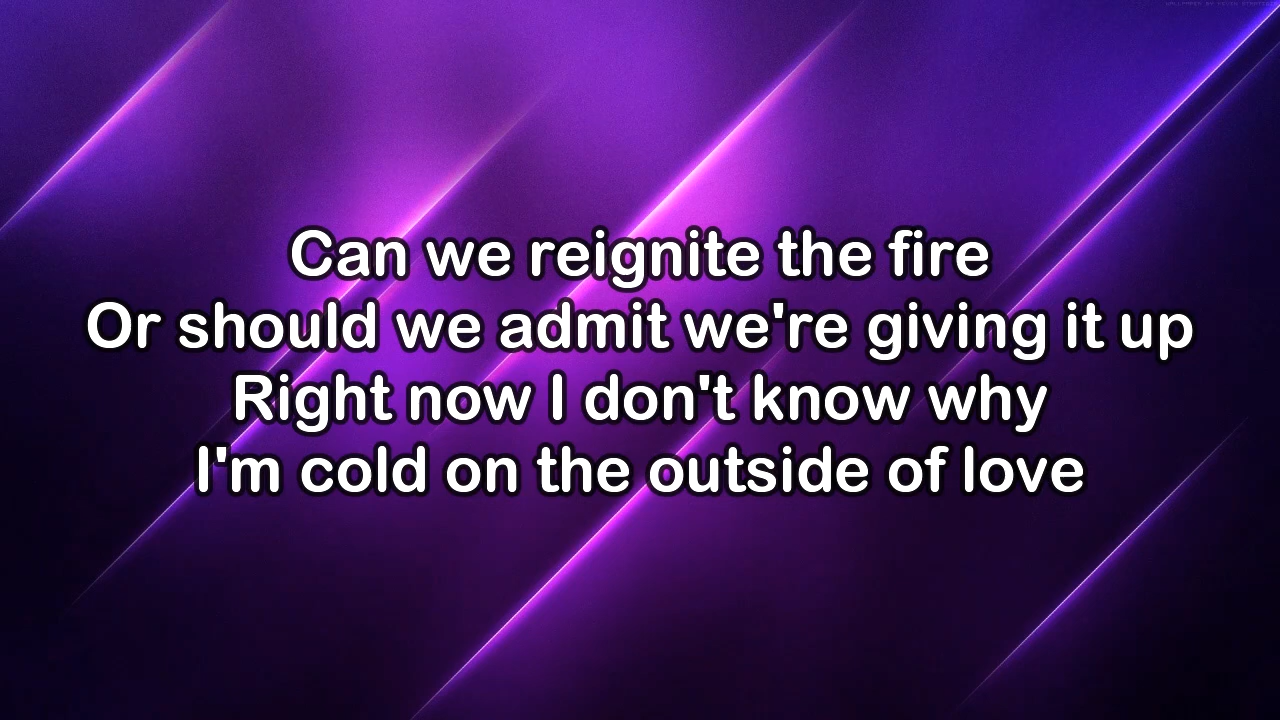 Can we reignite the fire
Or should we admit we're giving it up
Right now I don't know why
I'm cold on the outside of love